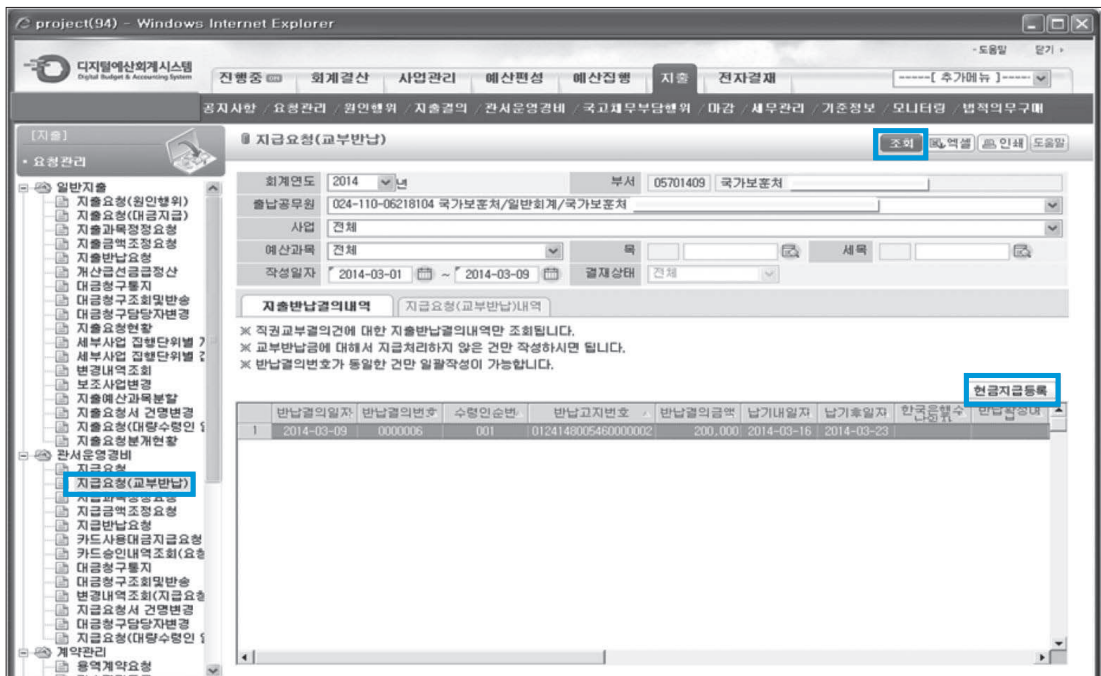 project(94) - Windows Internet Explorer
디지털예산회계시스템
Digital Budget & Accounting System
도움말 닫기
진행중 회계결산 사업관리 예산편성 예산집행 지출 전자결재
-----[ 추가메뉴 ]-----
공지사항 / 요청관리 / 원인행위 / 지출결의 / 관서운영경비 / 국고채무부담행위 / 마감 / 세무관리 / 기준정보 / 모니터링 / 법적의무구매
[지출]
• 요청관리
지급요청(교부반납)
조회 엑셀 인쇄 도움말
회계연도 2014 년 부서 05701409 국가보훈처
출납공무원 024-110-06218104 국가보훈처/일반회계/국가보훈처
사업 전체
예산과목 전체 목 세목
작성일자 2014-03-01 ~ 2014-03-09 결재상태 전체
지출반납결의내역 지급요청(교부반납)내역
※ 직권교부결의건에 대한 지출반납결의내역만 조회됩니다.
※ 교부반납금에 대해서 지급처리하지 않은 건만 작성하시면 됩니다.
※ 반납결의번호가 동일한 건만 일괄작성이 가능합니다.
현금지급등록
반납결의일자 반납결의번호 수령인순번 반납고지번호 반납결의금액 납기내일자 납기후일자
1 2014-03-09 0000006 001 0124148005460000002 200,000 2014-03-16 2014-03-23
일반지출
지출요청(원인행위)
지출요청(대금지급)
지출과목정정요청
지출금액조정요청
지출반납요청
개산급선금급정산
대금청구통지
대금청구조회및반송
대금청구담당자변경
지출요청현황
세부사업 집행단위별
세부사업 집행단위별
변경내역조회
보조사업변경
지출예산과목분할
지출요청서 건명변경
지출요청(대량수령인
지출요청분개현황
관서운영경비
지급요청
지급요청(교부반납)
지급과목정정요청
지급금액조정요청
지급반납요청
카드사용대금지급요청
카드승인내역조회(요청
대금청구통지
대금청구조회및반송
변경내역조회(지급요청
지급요청서 건명변경
대금청구담당자변경
지급요청(대량수령인
계약관리
용역계약요청